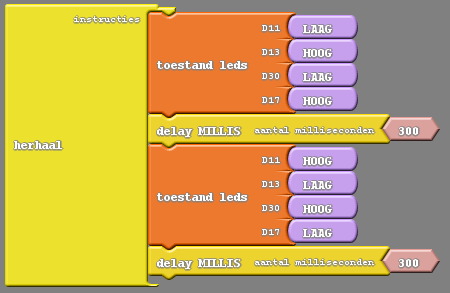 instructies
D11 LAAG
D13 HOOG
toestand leds
D30 LAAG
D17 HOOG
delay MILLIS aantal milliseconden 300
herhaal
D11 HOOG
D13 LAAG
toestand leds
D30 HOOG
D17 LAAG
delay MILLIS aantal milliseconden 300